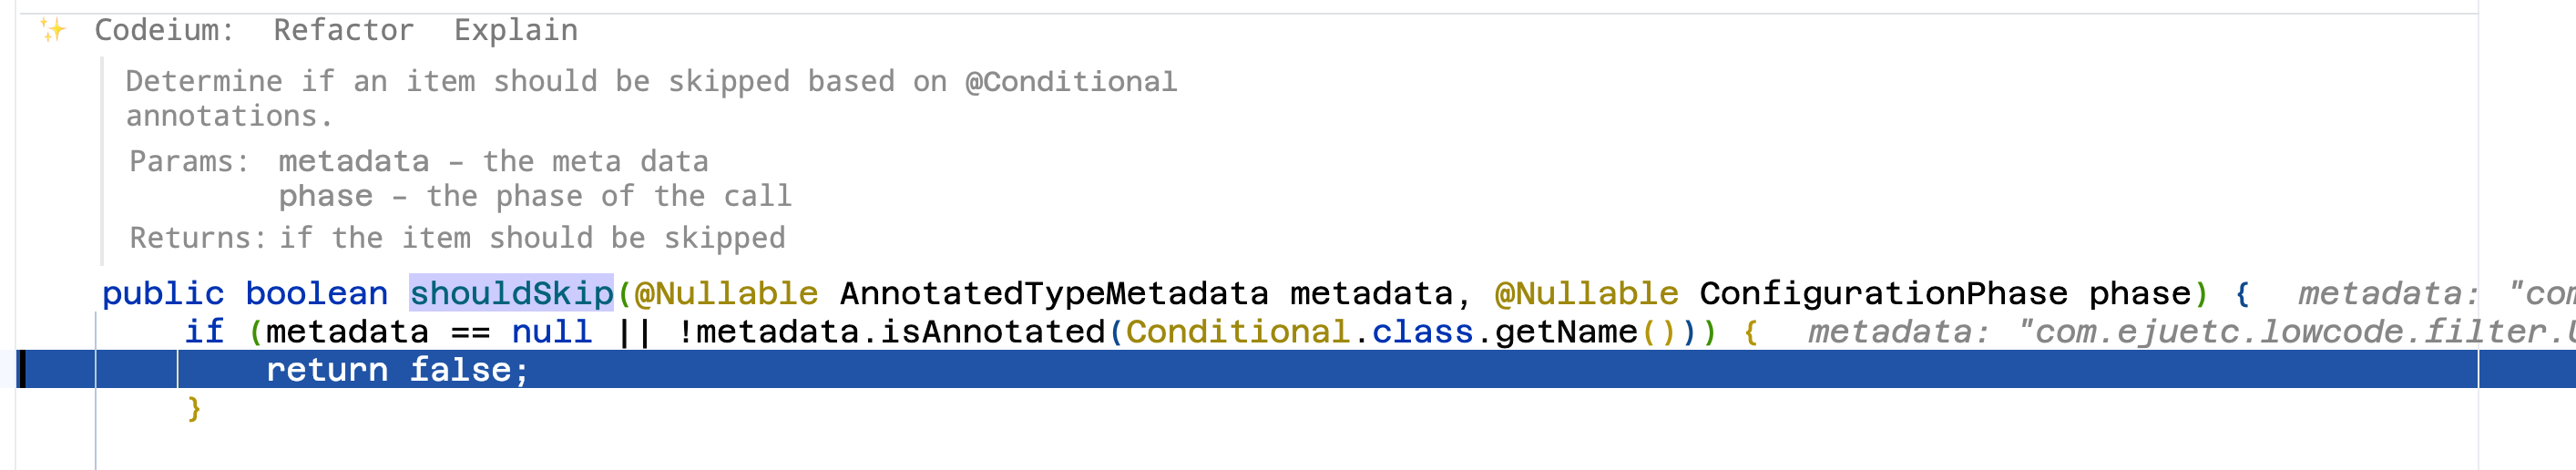 Codeium: Refactor Explain
Determine if an item should be skipped based on @Conditional
annotations.
Params: metadata – the meta data
phase – the phase of the call
Returns: if the item should be skipped
public boolean shouldSkip(@Nullable AnnotatedTypeMetadata metadata, @Nullable ConfigurationPhase phase) { metadata: "com
if (metadata == null || !metadata.isAnnotated(Conditional.class.getName())) { metadata: "com.ejuetc.lowcode.filter.
return false;
}